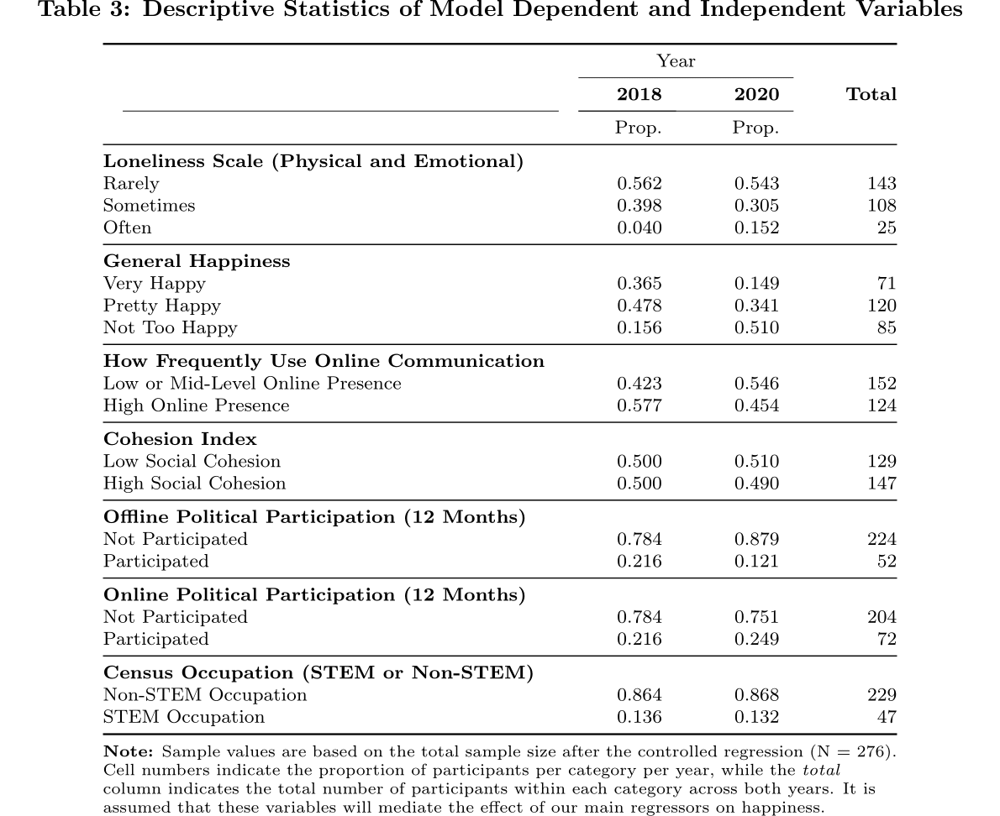 Table 3: Descriptive Statistics of Model Dependent and Independent Variables
Year
2018 2020 Total
Prop. Prop.
Loneliness Scale (Physical and Emotional)
Rarely 0.562 0.543 143
Sometimes 0.398 0.305 108
Often 0.040 0.152 25
General Happiness
Very Happy 0.365 0.149 71
Pretty Happy 0.478 0.341 120
Not Too Happy 0.156 0.510 85
How Frequently Use Online Communication
Low or Mid-Level Online Presence 0.423 0.546 152
High Online Presence 0.577 0.454 124
Cohesion Index
Low Social Cohesion 0.500 0.510 129
High Social Cohesion 0.500 0.490 147
Offline Political Participation (12 Months)
Not Participated 0.784 0.879 224
Participated 0.216 0.121 52
Online Political Participation (12 Months)
Not Participated 0.784 0.751 204
Participated 0.216 0.249 72
Census Occupation (STEM or Non-STEM)
Non-STEM Occupation 0.864 0.868 229
STEM Occupation 0.136 0.132 47
Note: Sample values are based on the total sample size after the controlled regression (N = 276).
Cell numbers indicate the proportion of participants per category per year, while the total
column indicates the total number of participants within each category across both years. It is
assumed that these variables will mediate the effect of our main regressors on happiness.